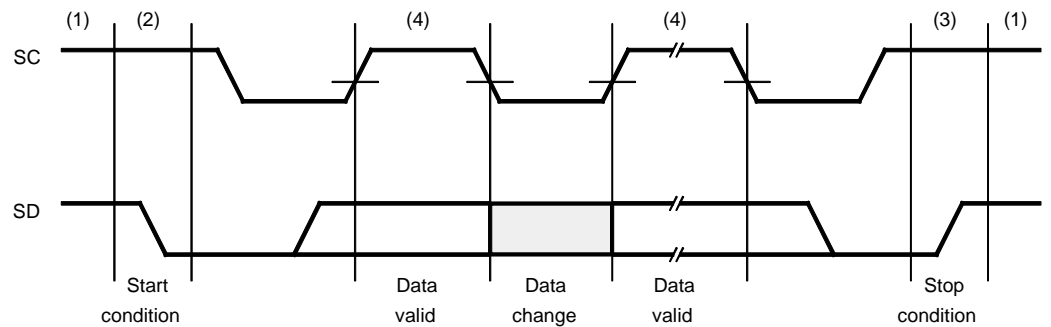 (1) (2) (4) (4) (3) (1)
SC
SD
Start condition
Data valid
Data change
Data valid
Stop condition